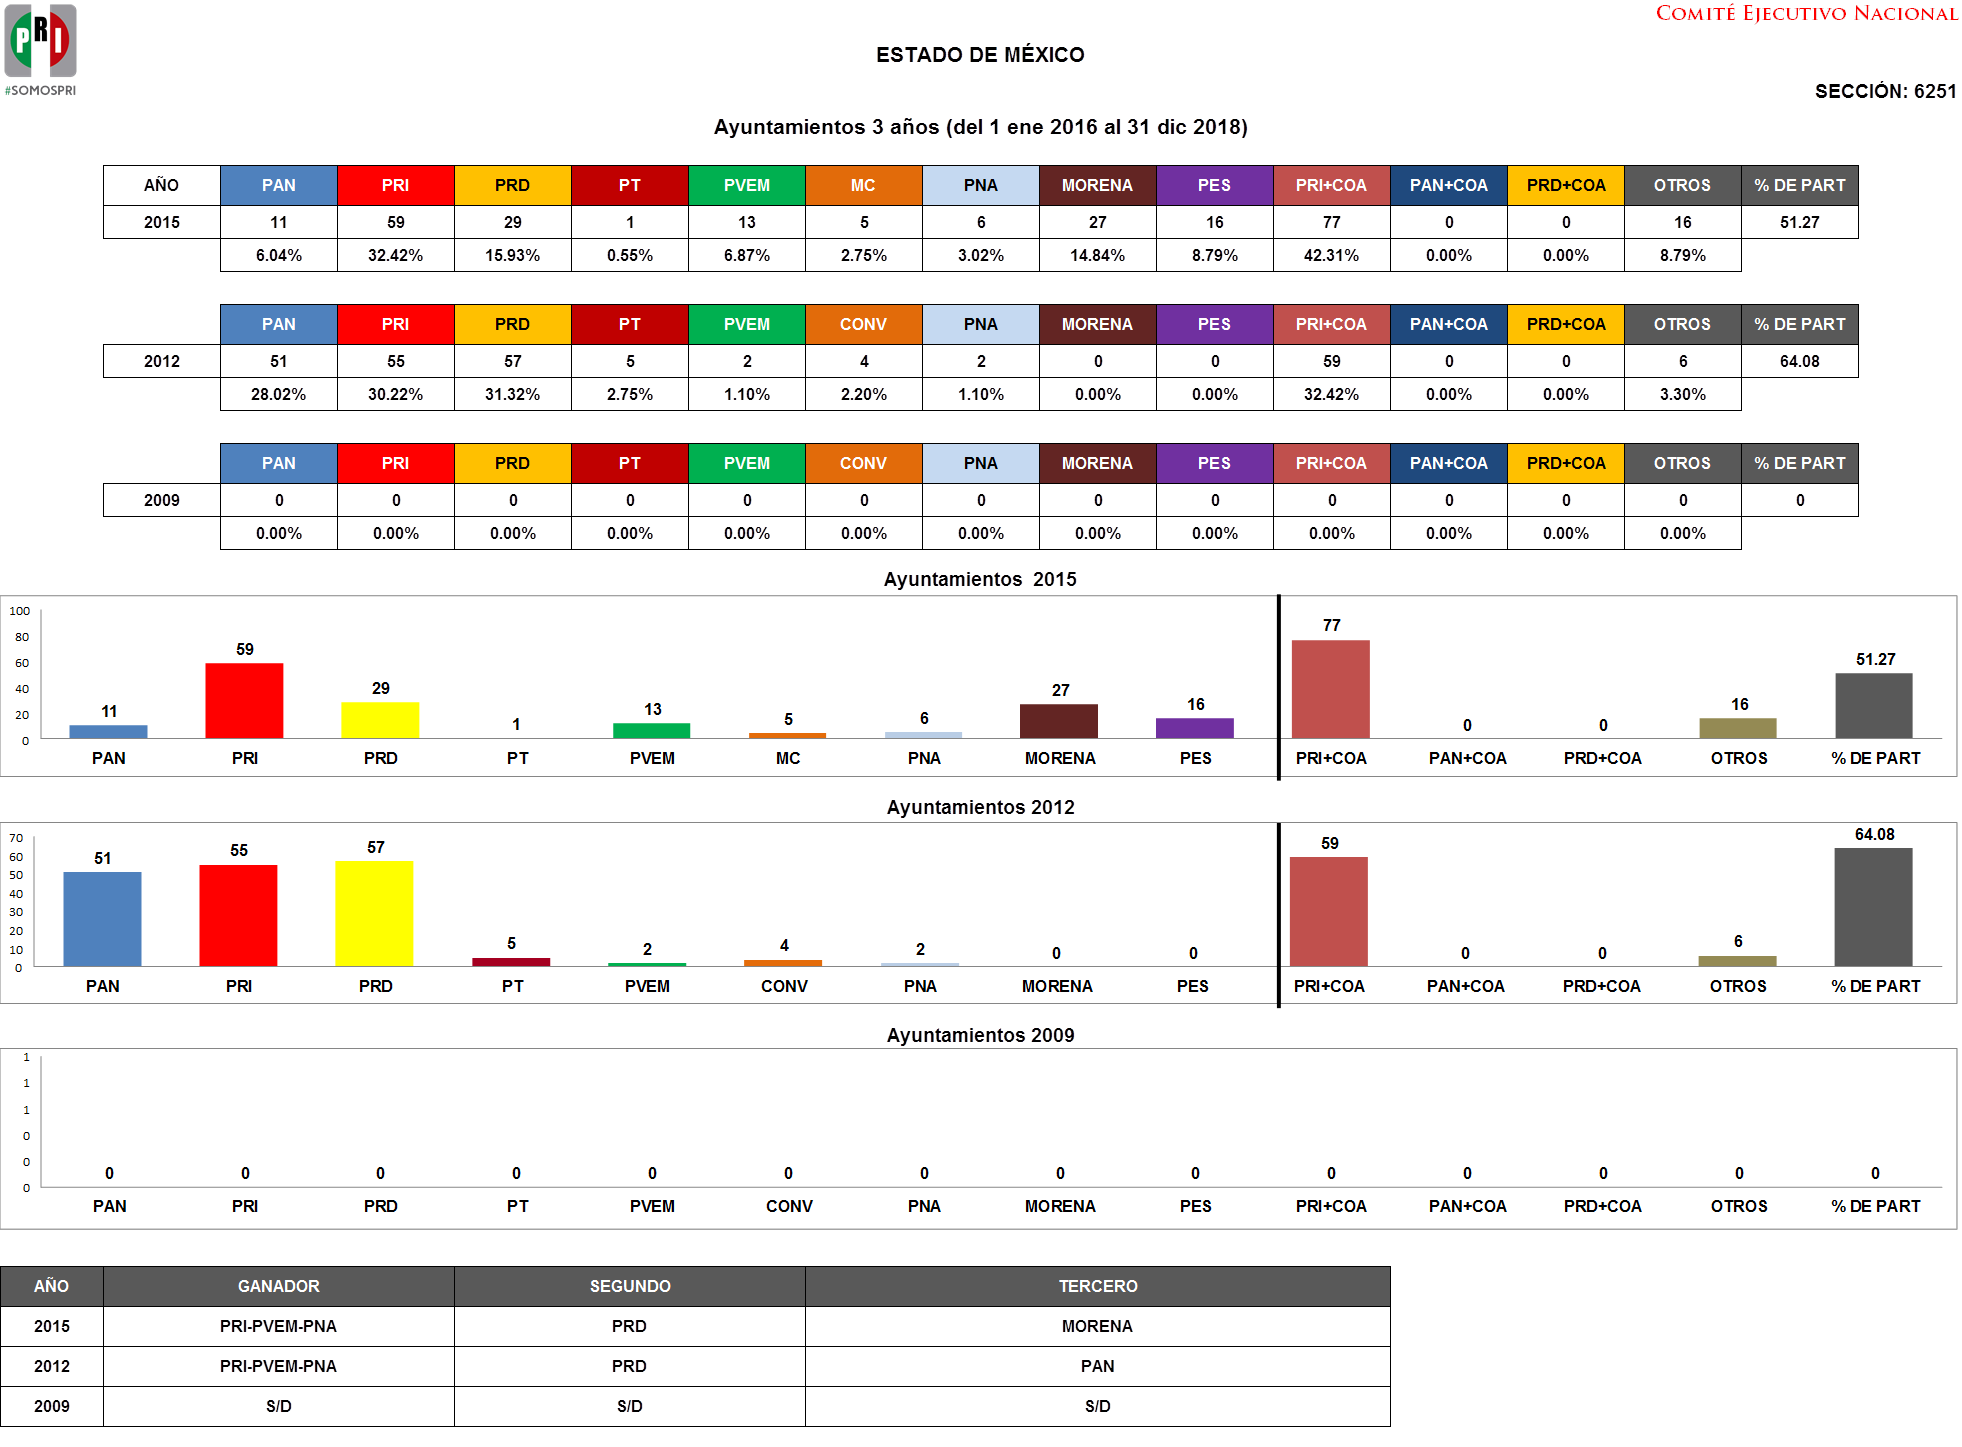 PRI
#SOMOSPRI
COMITÉ EJECUTIVO NACIONAL
ESTADO DE MÉXICO
SECCIÓN: 6251
Ayuntamientos 3 años (del 1 ene 2016 al 31 dic 2018)
AÑO PAN PRI PRD PT PVEM MC PNA MORENA PES PRI+COA PAN+COA PRD+COA OTROS % DE PART
2015 11 59 29 1 13 5 6 27 16 77 0 0 16 51.27
6.04% 32.42% 15.93% 0.55% 6.87% 2.75% 3.02% 14.84% 8.79% 42.31% 0.00% 0.00% 8.79%
PAN PRI PRD PT PVEM CONV PNA MORENA PES PRI+COA PAN+COA PRD+COA OTROS % DE PART
2012 51 55 57 5 2 4 2 0 0 59 0 0 6 64.08
28.02% 30.22% 31.32% 2.75% 1.10% 2.20% 1.10% 0.00% 0.00% 32.42% 0.00% 0.00% 3.30%
PAN PRI PRD PT PVEM CONV PNA MORENA PES PRI+COA PAN+COA PRD+COA OTROS % DE PART
2009 0 0 0 0 0 0 0 0 0 0 0 0 0 0
0.00% 0.00% 0.00% 0.00% 0.00% 0.00% 0.00% 0.00% 0.00% 0.00% 0.00% 0.00% 0.00%
Ayuntamientos 2015
100
80
60
40
20
0
11 59 29 1 13 5 6 27 16 77 0 0 16 51.27
PAN PRI PRD PT PVEM MC PNA MORENA PES PRI+COA PAN+COA PRD+COA OTROS % DE PART
Ayuntamientos 2012
70
60
50
40
30
20
10
0
51 55 57 5 2 4 2 0 0 59 0 0 6 64.08
PAN PRI PRD PT PVEM CONV PNA MORENA PES PRI+COA PAN+COA PRD+COA OTROS % DE PART
Ayuntamientos 2009
1
1
1
0
0
0
0 0 0 0 0 0 0 0 0 0 0 0 0 0
PAN PRI PRD PT PVEM CONV PNA MORENA PES PRI+COA PAN+COA PRD+COA OTROS % DE PART
AÑO GANADOR SEGUNDO TERCERO
2015 PRI-PVEM-PNA PRD MORENA
2012 PRI-PVEM-PNA PRD PAN
2009 S/D S/D S/D